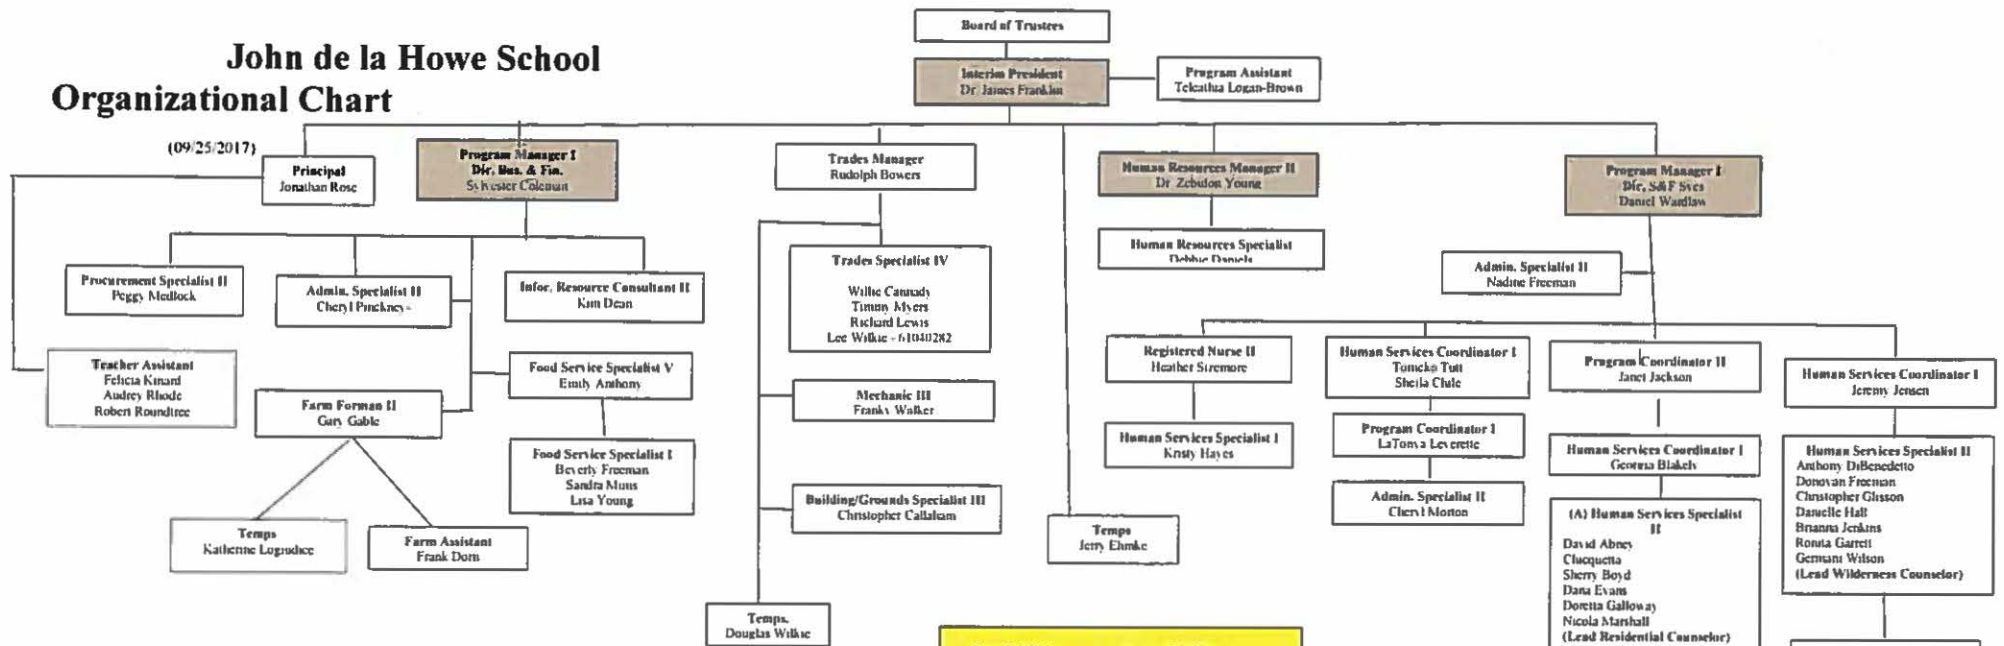 John de la Howe School
Organizational Chart
(09/25/2017)
Board of Trustees
Interim President
Dr. James Franklin
Program Assistant
Logan-Brown
Principal
Jonathan Rose
Program Manager I
Dir, Bus. & Fin.
Sylvester Coleman
Trades Manager
Rudolph Bowers
Human Resources Manager II
Dr. Zebulon Young
Program Manager I
Dir, S&F Svcs
Daniel Wardlaw
Procurement Specialist II
Peggy Medlock
Admin. Specialist II
Cheryl Pinckney-
Infor. Resource Consultant II
Kim Dean
Trades Specialist IV
Willie Cannady
Timmy Myers
Richard Lewis
Lee Wilkie - 61040282
Human Resources Specialist
Debbie Daniels
Admin. Specialist II
Nadine Freeman
Teacher Assistant
Felicia Kinard
Audrey Rhode
Robert Roundtree
Farm Forman II
Gary Gable
Food Service Specialist V
Emily Anthony
Food Service Specialist I
Beverly Freeman
Sandra Mims
Lisa Young
Temps
Katherine Logiudice
Farm Assistant
Frank Dorn
Mechanic III
Franky Walker
Building/Grounds Specialist III
Christopher Callaham
Temps.
Douglas Wilkie
Temps
Jerry Ehmke
Registered Nurse II
Heather
Human Services Specialist I
Kristy Hayes
Human Services Coordinator I
Tomeka Tutt
Sheila
Program Coordinator I
LaTonya Leverette
Admin. Specialist II
Cheryl Morton
Program Coordinator II
Janet Jackson
Human Services Coordinator I
Georgia Blakely
(A) Human Services Specialist
II
David Abney
Sherry Boyd
Dana Evans
Doretta Galloway
Nicola Marshall
(Lead Residential Counselor)
Human Services Coordinator I
Jeremy Jensen
Human Services Specialist II
Anthony DiBenedetto
Donovan Freeman
Christopher Glisson
Danielle Hall
Brianna Jenkins
Garrett
Germani Wilson
(Lead Wilderness Counselor)